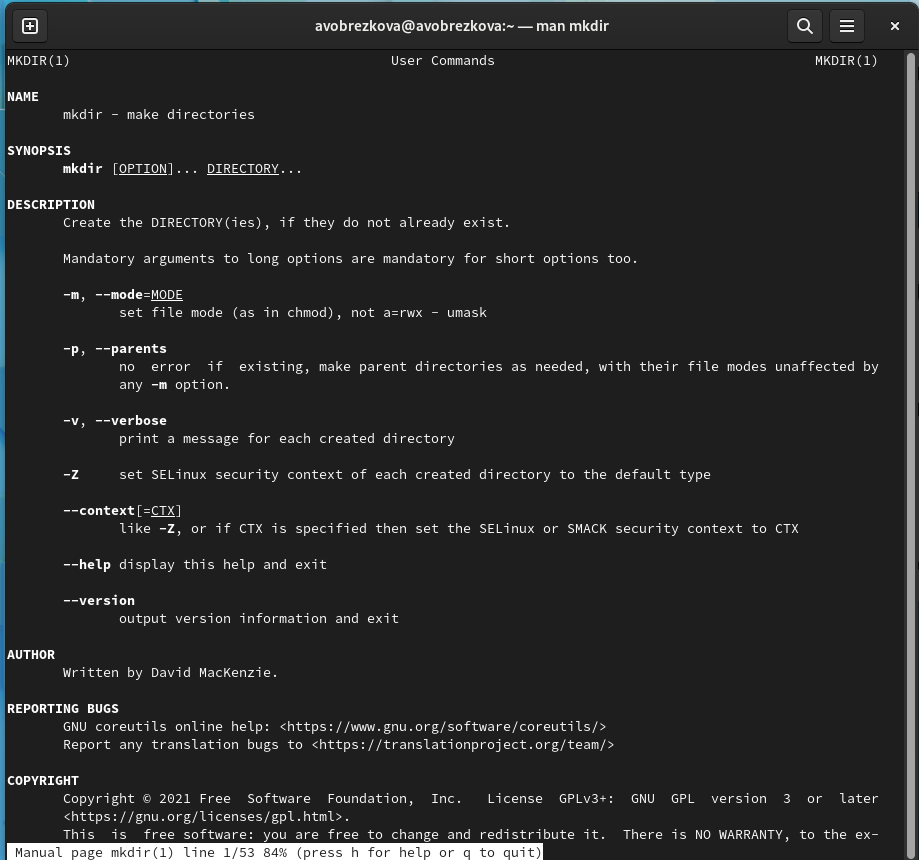 avobrezkova@avobrezkova:~ — man mkdir
MKDIR(1) User Commands MKDIR(1)
NAME
mkdir - make directories
SYNOPSIS
mkdir [OPTION]... DIRECTORY...
DESCRIPTION
Create the DIRECTORY(ies), if they do not already exist.
Mandatory arguments to long options are mandatory for short options too.
-m, --mode=MODE
set file mode (as in chmod), not a=rwx - umask
-p, --parents
no error if existing, make parent directories as needed, with their file modes unaffected by
any -m option.
-v, --verbose
print a message for each created directory
-Z set SELinux security context of each created directory to the default type
--context[=CTX]
like -Z, or if CTX is specified then set the SELinux or SMACK security context to CTX
--help display this help and exit
--version
output version information and exit
AUTHOR
Written by David MacKenzie.
REPORTING BUGS
GNU coreutils online help: <https://www.gnu.org/software/coreutils/>
Report any translation bugs to <https://translationproject.org/team/>
COPYRIGHT
Copyright © 2021 Free Software Foundation, Inc. License GPLv3+: GNU GPL version 3 or later
<https://gnu.org/licenses/gpl.html>.
This is free software: you are free to change and redistribute it. There is NO WARRANTY, to the ex-
Manual page mkdir(1) line 1/53 84% (press h for help or q to quit)